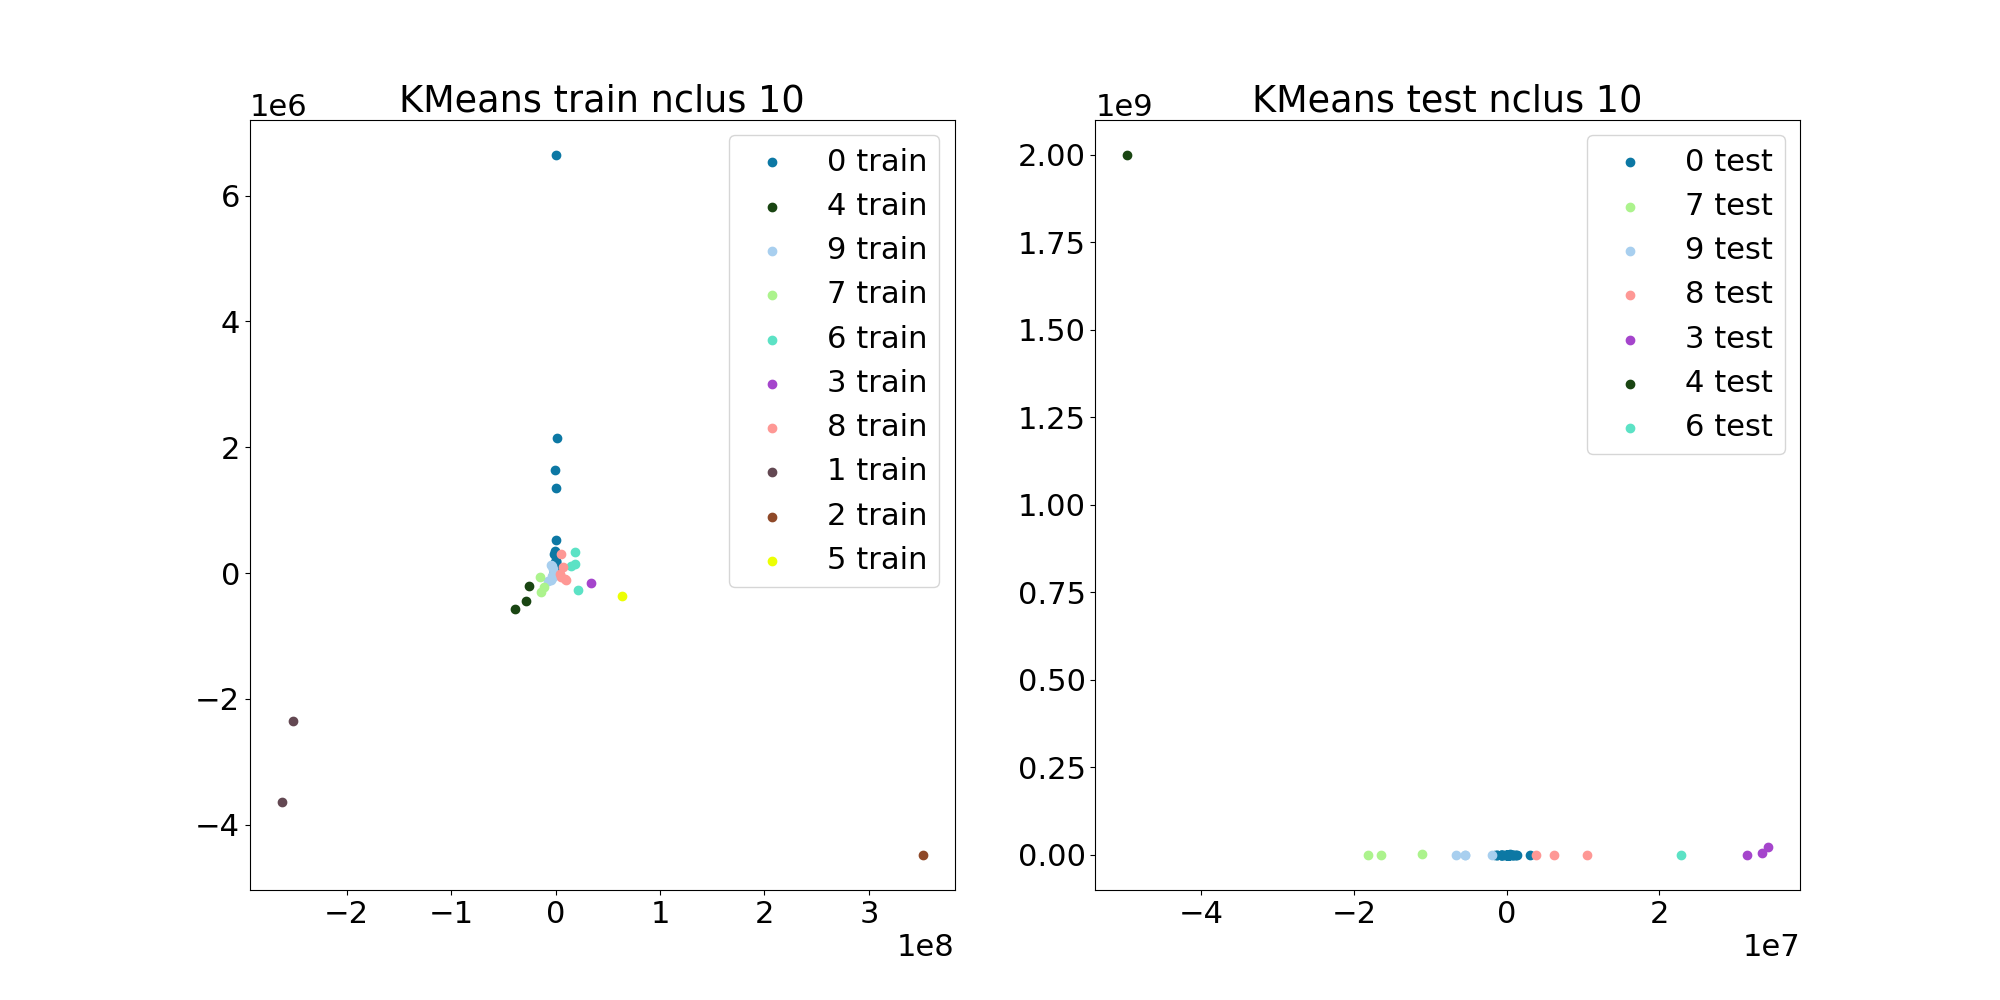 KMeans train nclus 10
1e6
6
4
2
0
−2
−4
−2
−1
0
1
2
3
1e8
0 train
4 train
9 train
7 train
6 train
3 train
8 train
1 train
2 train
5 train
KMeans test nclus 10
1e9
2.00
1.75
1.50
1.25
1.00
0.75
0.50
0.25
0.00
−4
−2
0
2
1e7
0 test
7 test
9 test
8 test
3 test
4 test
6 test